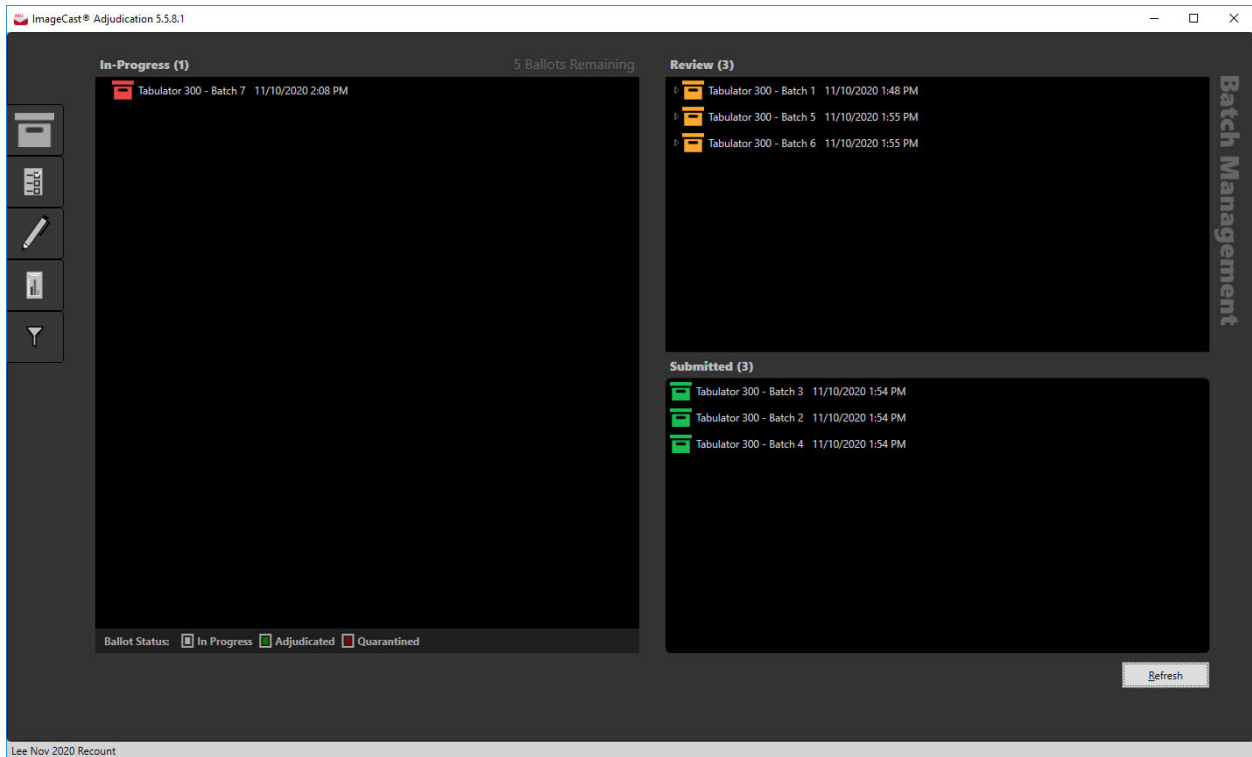 ImageCast® Adjudication 5.5.8.1
In-Progress (1)
5 Ballots Remaining
Tabulator 300 - Batch 7 11/10/2020 2:08 PM
Ballot Status: In Progress Adjudicated Quarantined
Review (3)
Tabulator 300 - Batch 1 11/10/2020 1:48 PM
Tabulator 300 - Batch 5 11/10/2020 1:55 PM
Tabulator 300 - Batch 6 11/10/2020 1:55 PM
Submitted (3)
Tabulator 300 - Batch 3 11/10/2020 1:54 PM
Tabulator 300 - Batch 2 11/10/2020 1:54 PM
Tabulator 300 - Batch 4 11/10/2020 1:54 PM
Batch Management
Refresh
Lee Nov 2020 Recount